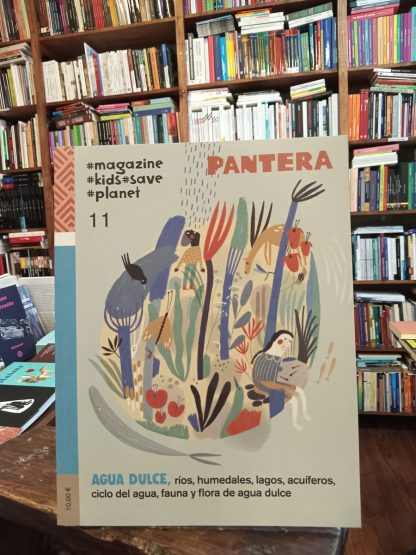 #magazine
#kids#save
#planet
11
PANTERA
AGUA DULCE, ríos, humedales, lagos, acuíferos,
ciclo del agua, fauna y flora de agua dulce
10,00 €